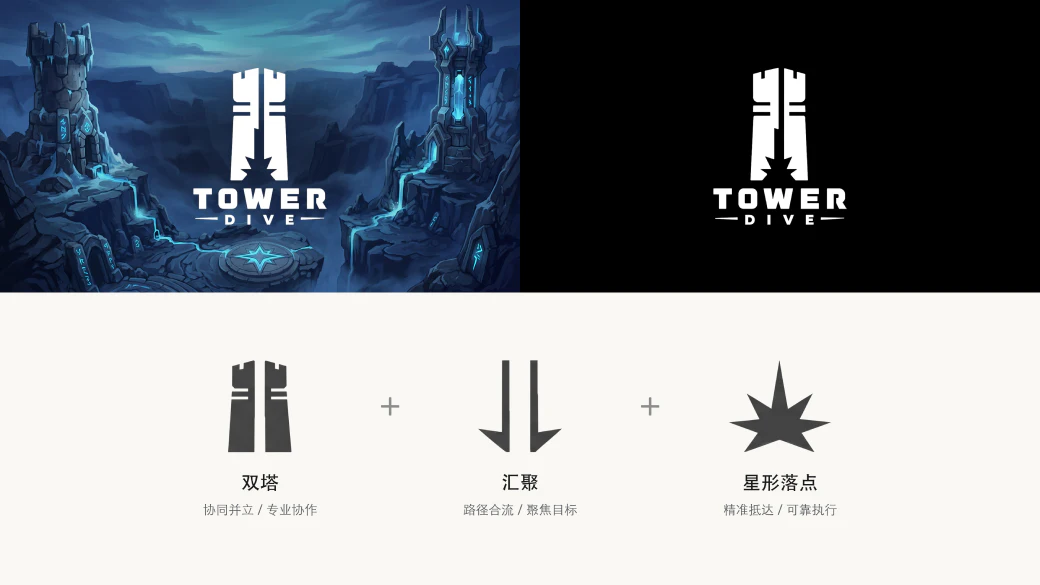 TOWER
DIVE
TOWER
DIVE
双塔
协同并立 / 专业协作
汇聚
路径合流 / 聚焦目标
星形落点
精准抵达 / 可靠执行